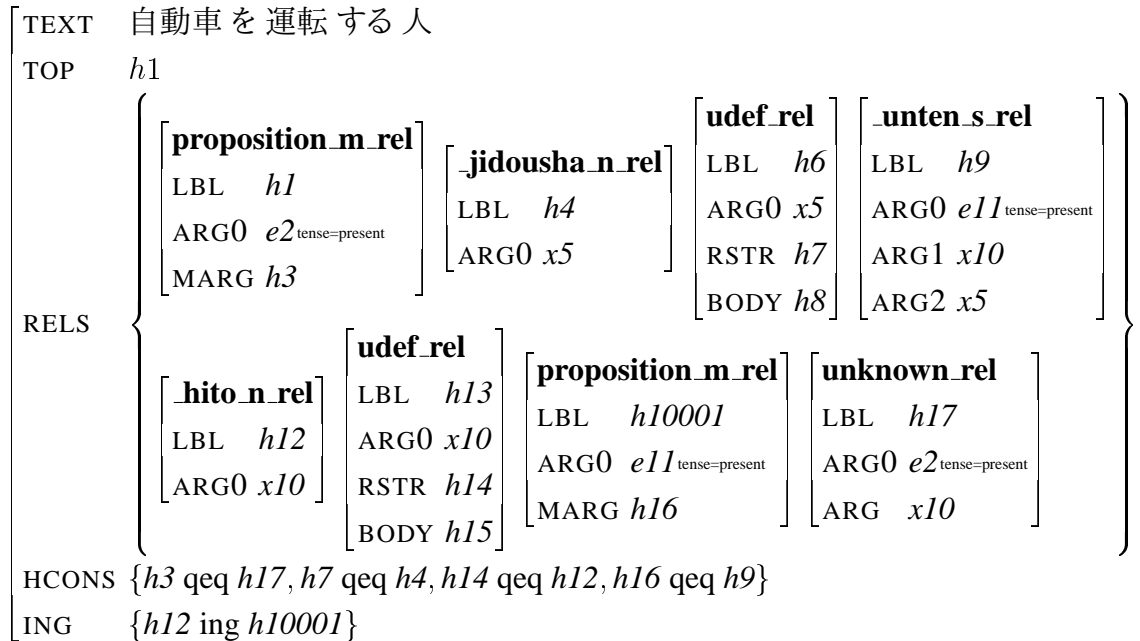 TEXT 自動車 を 運転 する 人
TOP h1
RELS
proposition_m_rel
LBL h1
ARG0 e2 tense=present
MARG h3
_jidousha_n_rel
LBL h4
ARG0 x5
udef_rel
LBL h6
ARG0 x5
RSTR h7
BODY h8
_unten_s_rel
LBL h9
ARG0 e11 tense=present
ARG1 x10
ARG2 x5
_hito_n_rel
LBL h12
ARG0 x10
udef_rel
LBL h13
ARG0 x10
RSTR h14
BODY h15
proposition_m_rel
LBL h10001
ARG0 e11 tense=present
MARG h16
unknown_rel
LBL h17
ARG0 e2 tense=present
ARG x10
HCONS {h3 qeq h17, h7 qeq h4, h14 qeq h12, h16 qeq h9}
ING {h12 ing h10001}